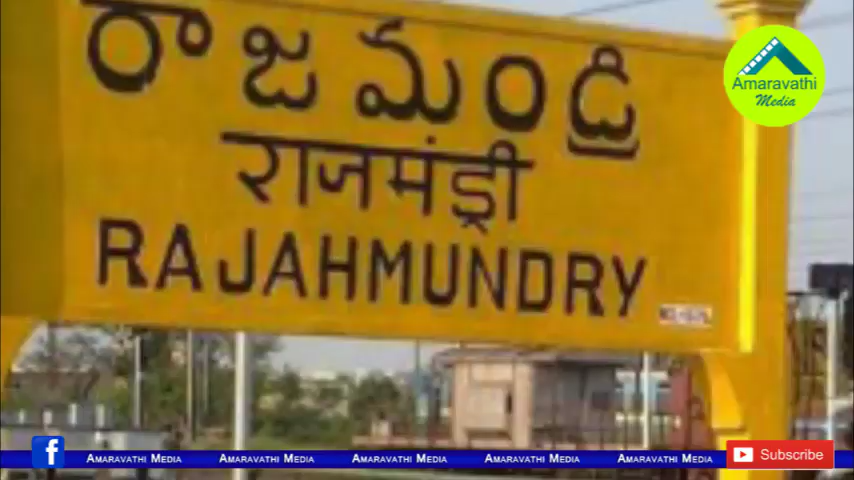 రాజమండ్రి
Amaravathi
Media
राजमंड्री
RAJAHMUNDRY
AMARAVATHI MEDIA AMARAVATHI MEDIA AMARAVATHI MEDIA AMARAVATHI MEDIA AMARAVATHI MEDIA
Subscribe